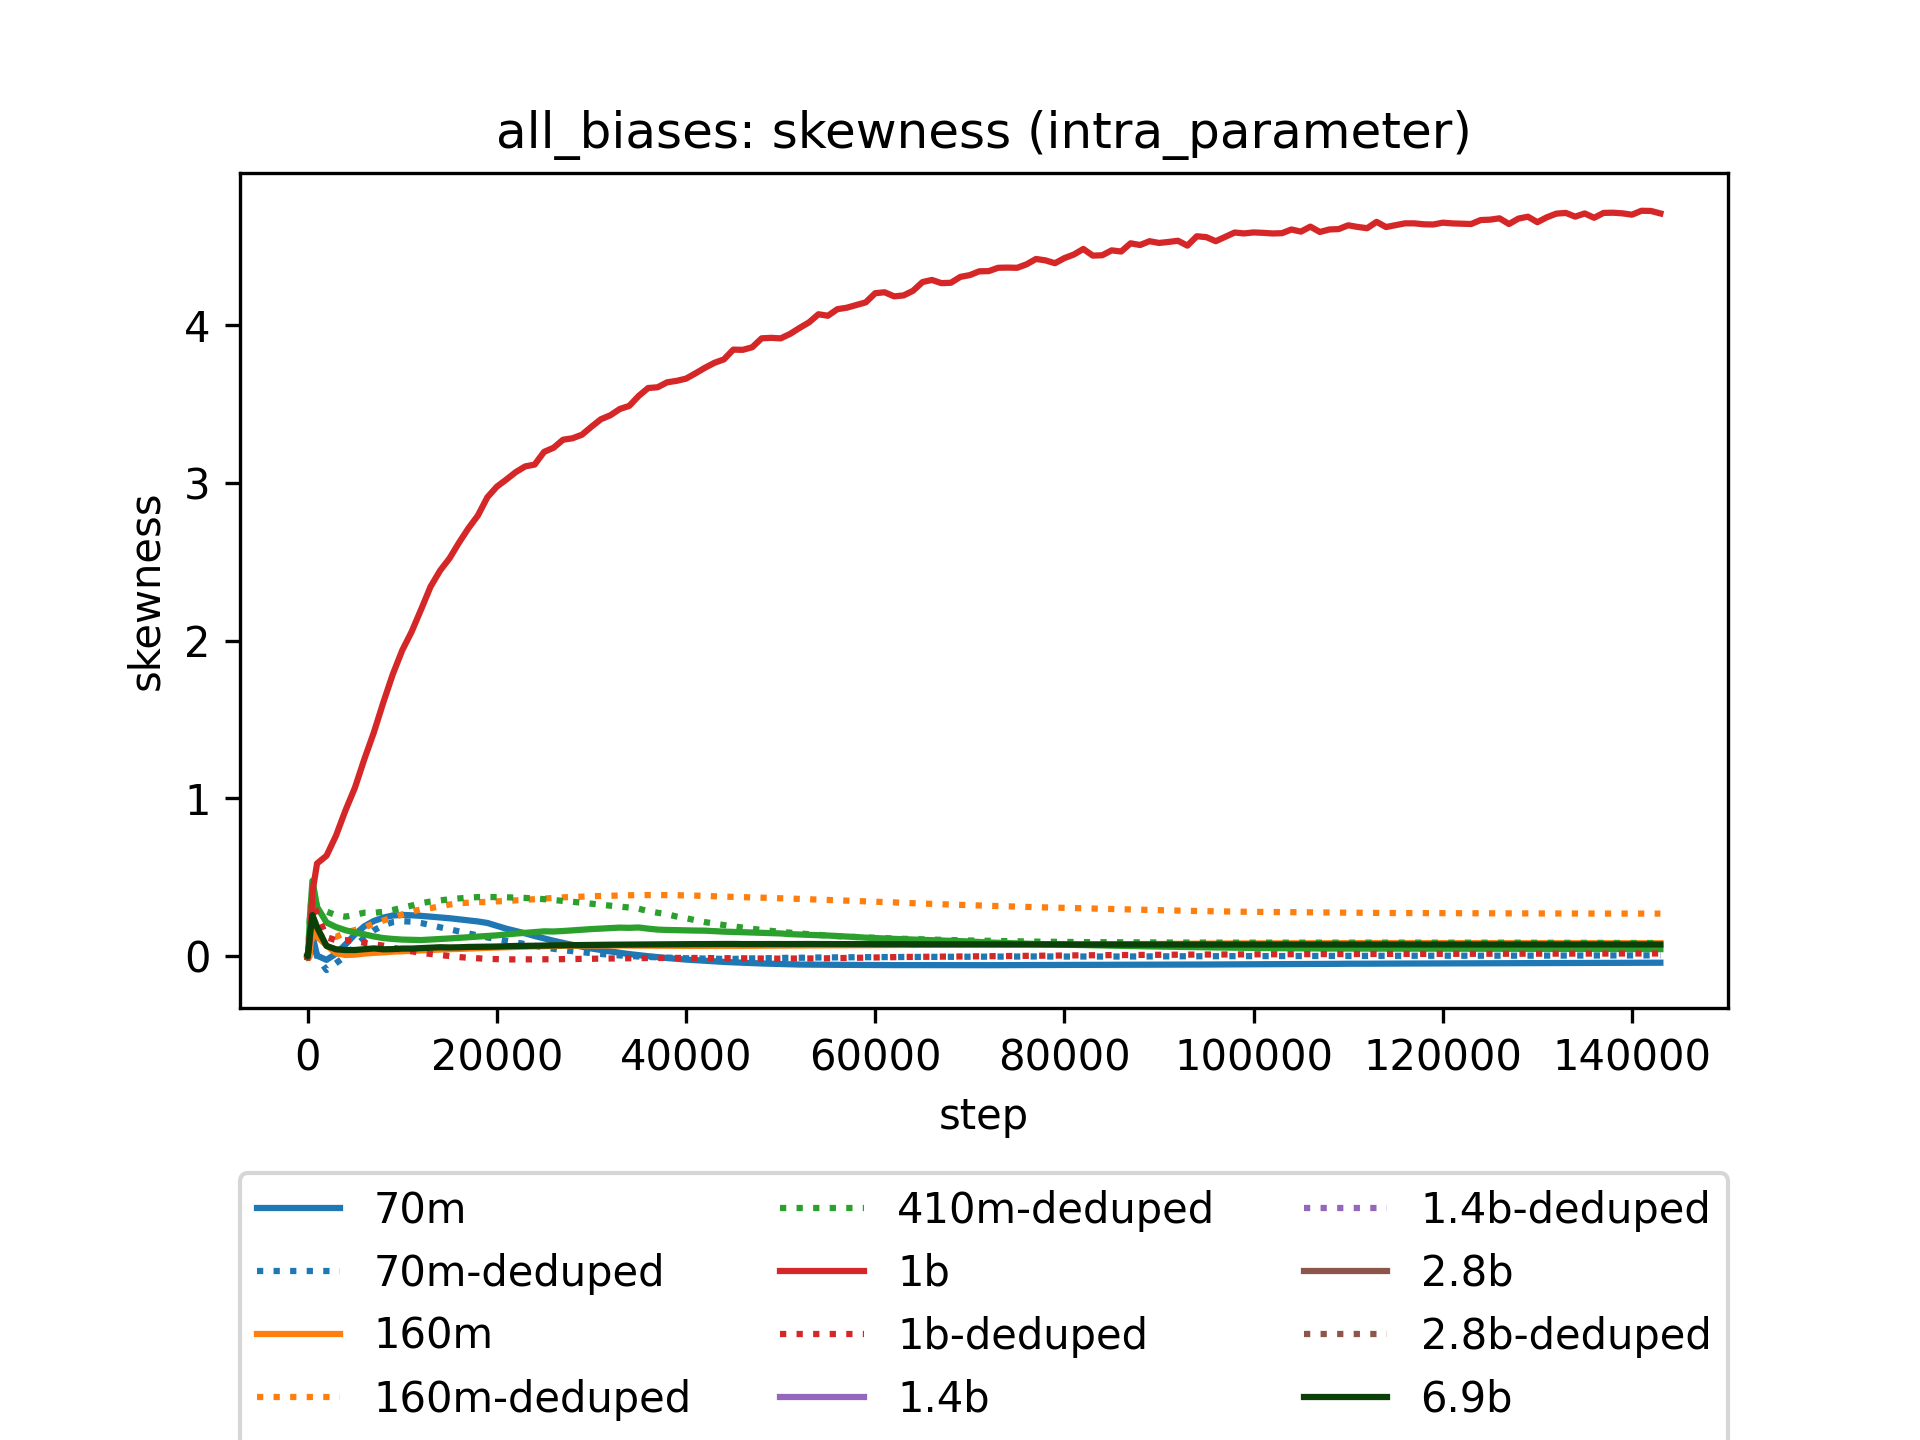 all_biases: skewness (intra_parameter)
skewness
4
3
2
1
0
0 20000 40000 60000 80000 100000 120000 140000
step
70m 410m-deduped 1.4b-deduped
70m-deduped 1b 2.8b
160m 1b-deduped 2.8b-deduped
160m-deduped 1.4b 6.9b